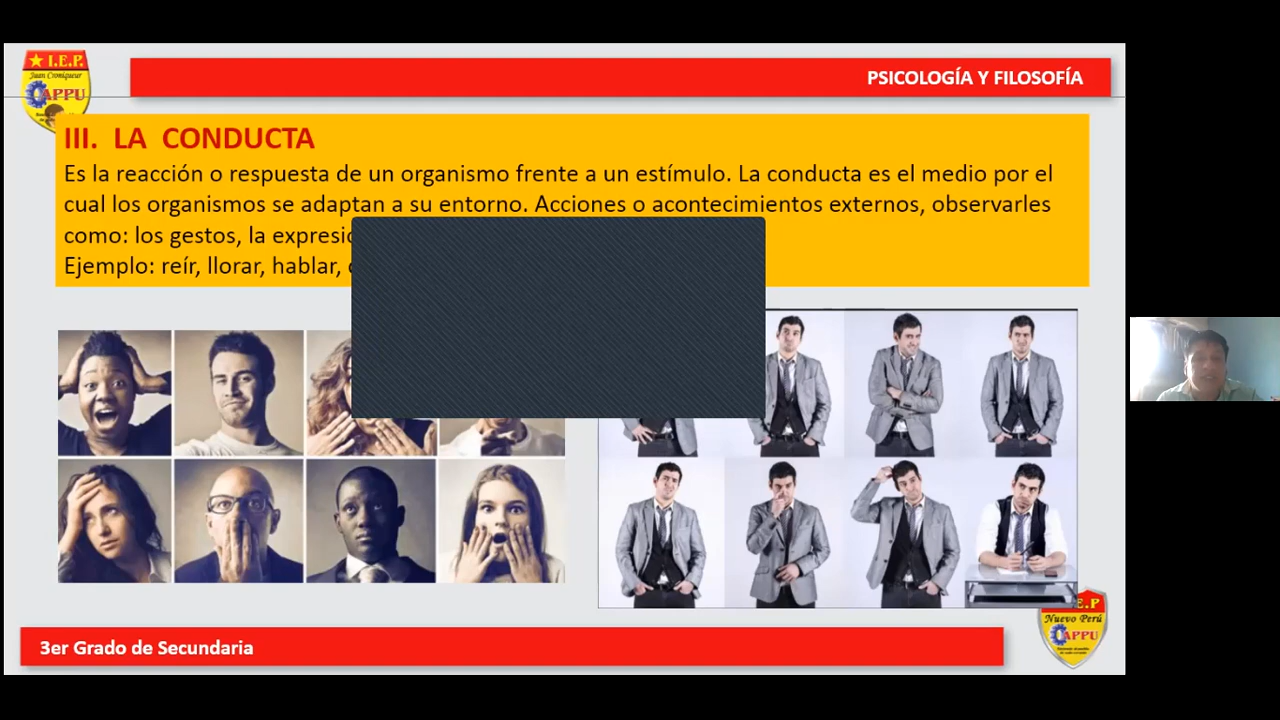 I.E.P.
Juan Croniqueur
APPU
PSICOLOGÍA Y FILOSOFÍA
III. LA CONDUCTA
Es la reacción o respuesta de un organismo frente a un estímulo. La conducta es el medio por el
cual los organismos se adaptan a su entorno. Acciones o acontecimientos externos, observarles
como: los gestos, la
Ejemplo: reír, llorar, hablar,
3er Grado de Secundaria
E.P
Nuevo Perú
APPU